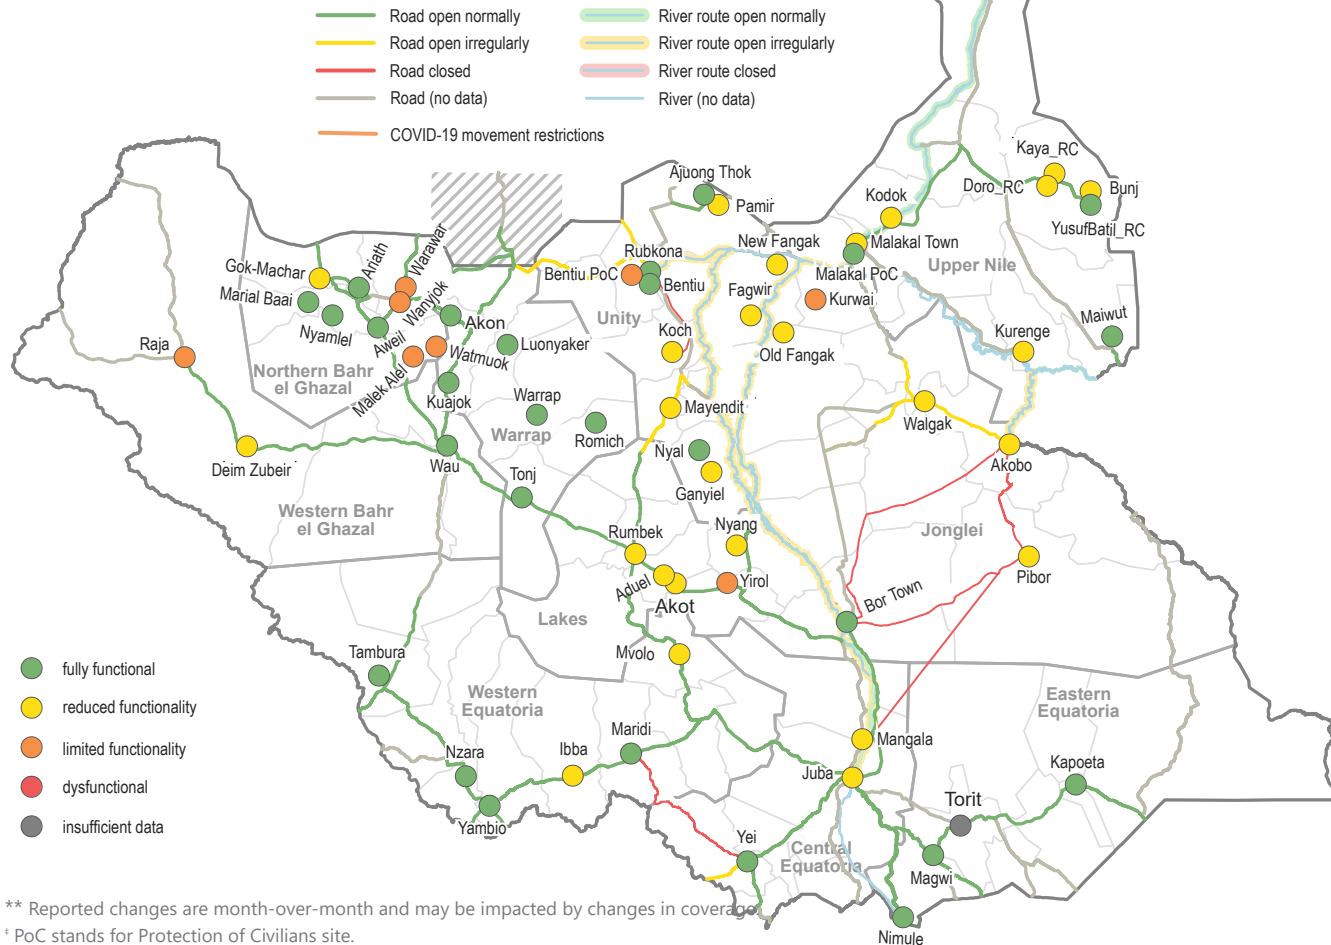 Road open normally
Road open irregularly
Road closed
Road (no data)
COVID-19 movement restrictions
River route open normally
River route open irregularly
River route closed
River (no data)
Kaya_RC
Doro_RC
Bunj
YusufBatil_RC
Ajuong Thok
Pamir
Kodok
Malakal Town
Malakal PoC
Upper Nile
New Fangak
Rubkona
Bentiu PoC
Bentiu
Fagwir
Kurwai
Old Fangak
Unity
Koch
Kurenge
Maiwut
Gok-Machar
Ariath
Warawar
Marial Baai
Nyamlel
Aweil
Wanyjok
Akon
Luonyaker
Watmuok
Malek Alel
Raja
Northern Bahr
el Ghazal
Kuajok
Warrap
Warrap
Romich
Mayendit
Walgak
Nyal
Ganyiel
Akobo
Deim Zubeir
Wau
Tonj
Western Bahr
el Ghazal
Rumbek
Nyang
Jonglei
Pibor
Aduel
Akot
Yirol
Bor Town
Lakes
Mvolo
Tambura
Western
Equatoria
Eastern
Equatoria
Maridi
Mangala
Nzara
Ibba
Juba
Kapoeta
Torit
Yambio
Yei
Central
Equatoria
Magwi
Nimule
fully functional
reduced functionality
limited functionality
dysfunctional
insufficient data
** Reported changes are month-over-month and may be impacted by changes in coverage
‡ PoC stands for Protection of Civilians site.